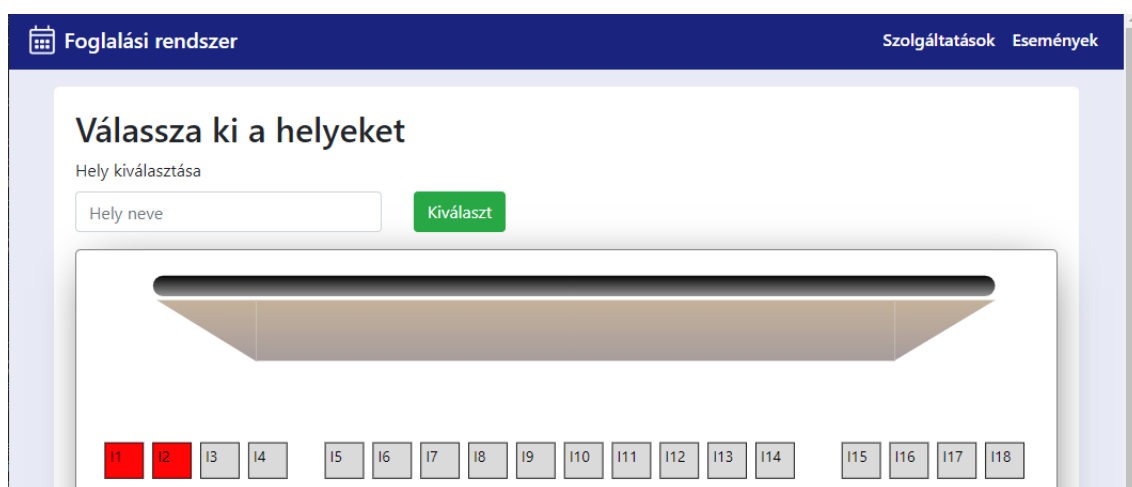 Foglalási rendszer
Szolgáltatások Események
Válassza ki a helyeket
Hely kiválasztása
Hely neve Kiválaszt
I1 I2 I3 I4 I5 I6 I7 I8 I9 I10 I11 I12 I13 I14 I15 I16 I17 I18